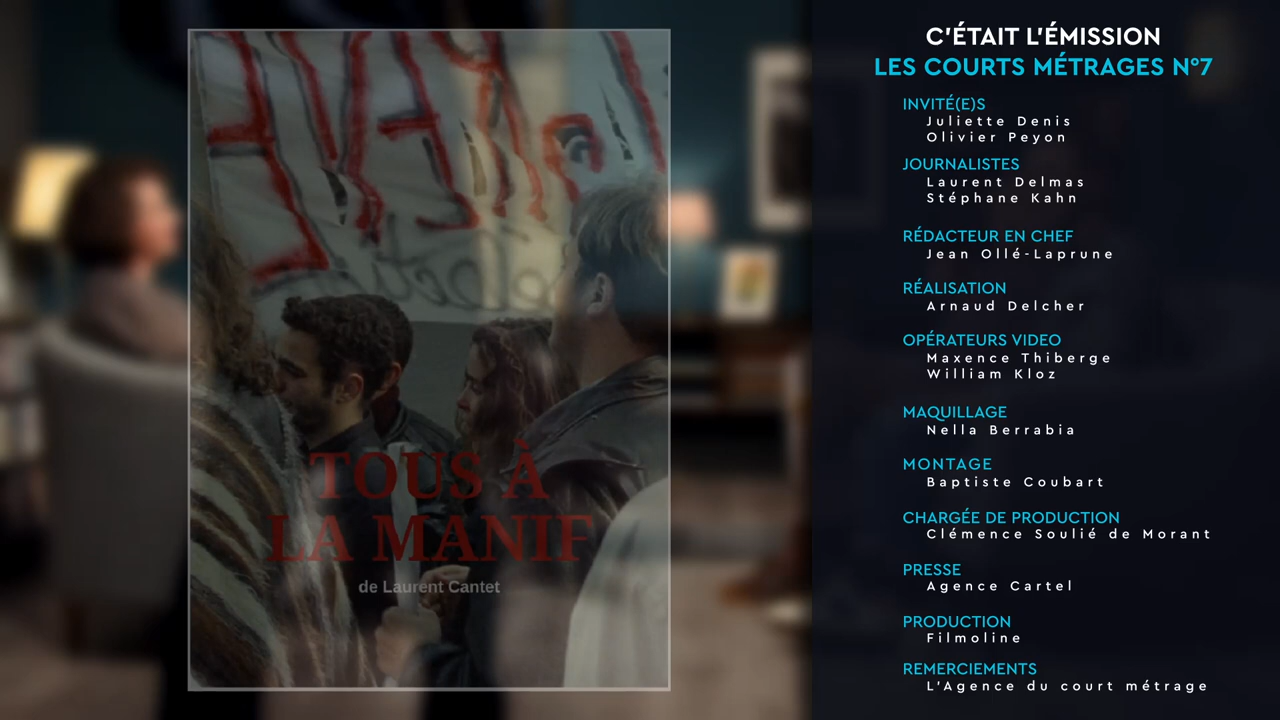 TOUS À
LA MANIF
de Laurent Cantet
C'ÉTAIT L'ÉMISSION
LES COURTS MÉTRAGES N°7
INVITÉ(E)S
Juliette Denis
Olivier Peyon
JOURNALISTES
Laurent Delmas
Stéphane Kahn
RÉDACTEUR EN CHEF
Jean Ollé-Laprune
RÉALISATION
Arnaud Delcher
OPÉRATEURS VIDEO
Maxence Thiberge
William Kloz
MAQUILLAGE
Nella Berrabia
MONTAGE
Baptiste Coubart
CHARGÉE DE PRODUCTION
Clémence Soulié de Morant
PRESSE
Agence Cartel
PRODUCTION
Filmoline
REMERCIEMENTS
L'Agence du court métrage